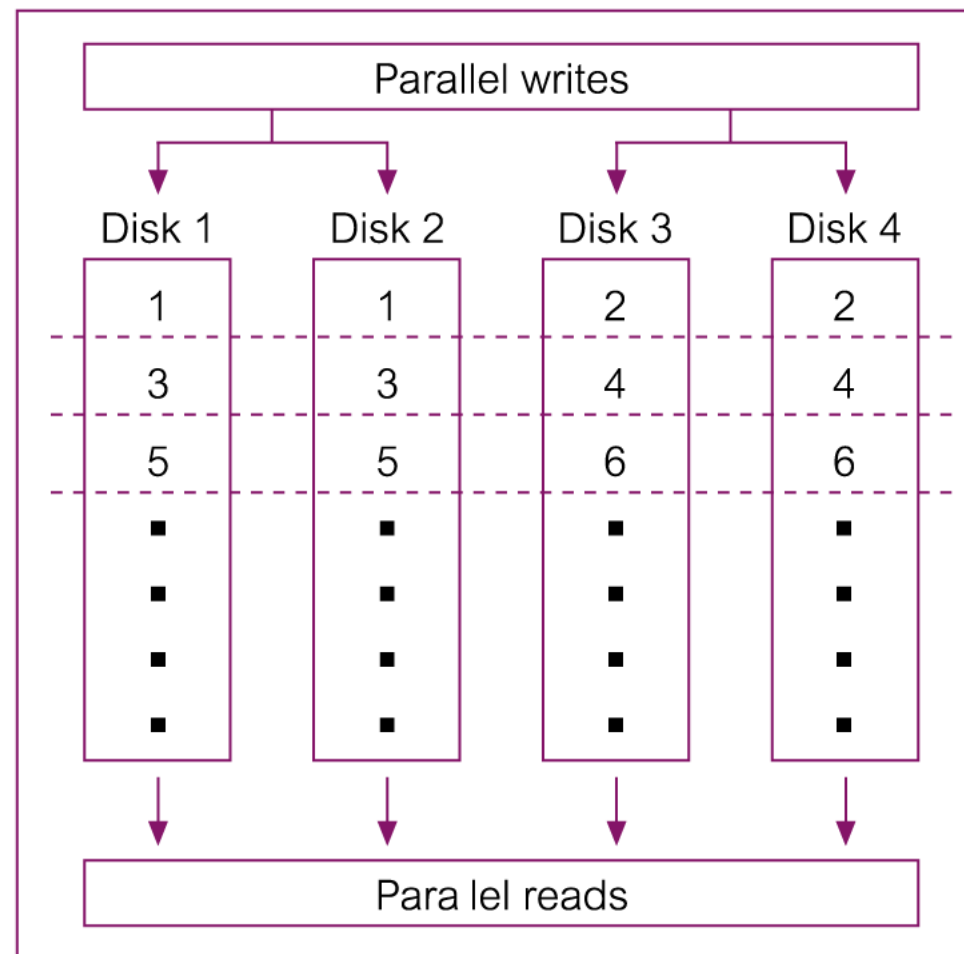 Parallel writes
Disk 1 Disk 2 Disk 3 Disk 4
1 1 2 2
3 3 4 4
5 5 6 6
Para lel reads